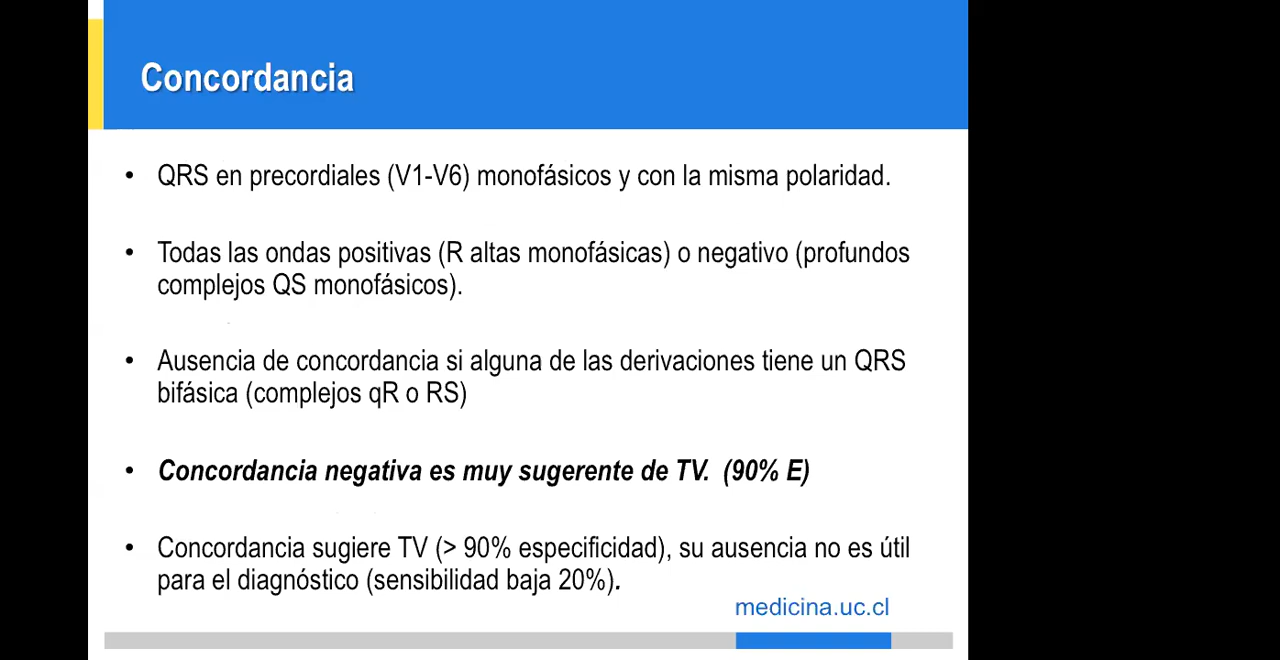 Concordancia
• QRS en precordiales (V1-V6) monofásicos y con la misma polaridad.
• Todas las ondas positivas (R altas monofásicas) o negativo (profundos
complejos QS monofásicos).
• Ausencia de concordancia si alguna de las derivaciones tiene un QRS
bifásica (complejos qR o RS)
• Concordancia negativa es muy sugerente de TV. (90% E)
• Concordancia sugiere TV (> 90% especificidad), su ausencia no es útil
para el diagnóstico (sensibilidad baja 20%).
medicina.uc.cl